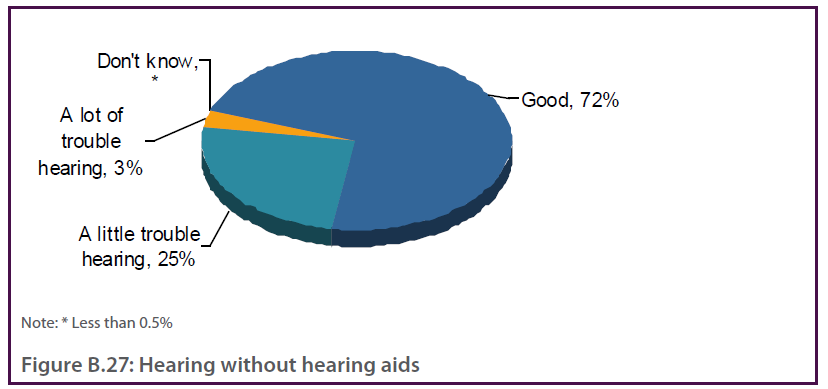 Don't know,
*
Good, 72%
A lot of
trouble
hearing, 3%
A little trouble
hearing, 25%
Note: * Less than 0.5%
Figure B.27: Hearing without hearing aids